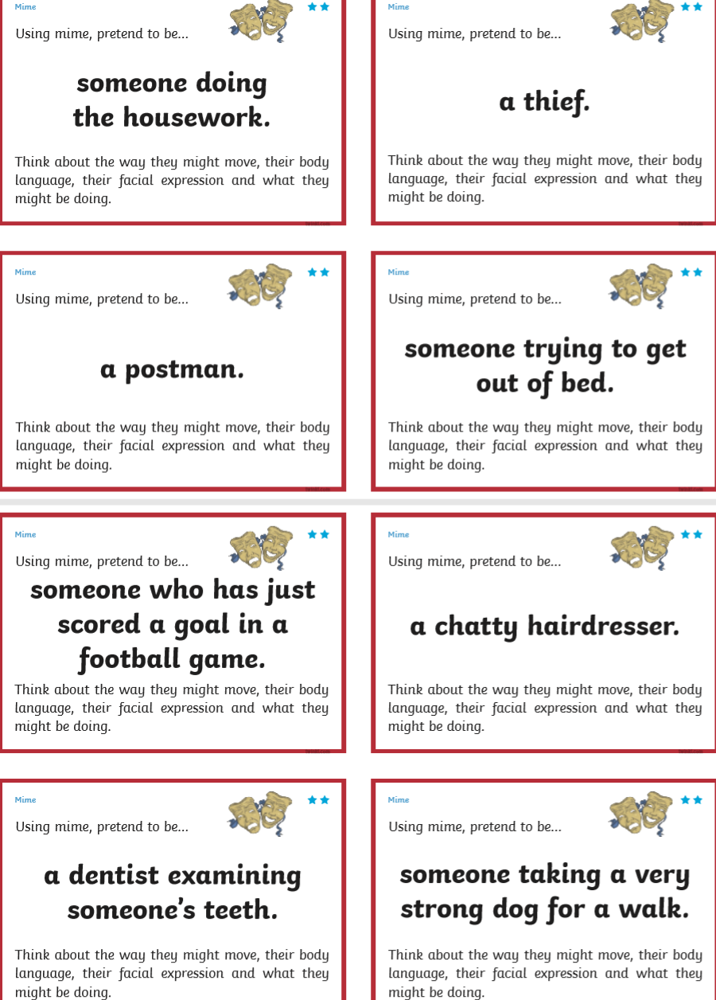 Mime
Using mime, pretend to be...
someone doing
the housework.
Think about the way they might move, their body
language, their facial expression and what they
might be doing.
Mime
Using mime, pretend to be...
a thief.
Think about the way they might move, their body
language, their facial expression and what they
might be doing.
Mime
Using mime, pretend to be...
a postman.
Think about the way they might move, their body
language, their facial expression and what they
might be doing.
Mime
Using mime, pretend to be...
someone trying to get
out of bed.
Think about the way they might move, their body
language, their facial expression and what they
might be doing.
Mime
Using mime, pretend to be...
someone who has just
scored a goal in a
football game.
Think about the way they might move, their body
language, their facial expression and what they
might be doing.
Mime
Using mime, pretend to be...
a chatty hairdresser.
Think about the way they might move, their body
language, their facial expression and what they
might be doing.
Mime
Using mime, pretend to be...
a dentist examining
someone's teeth.
Think about the way they might move, their body
language, their facial expression and what they
might be doing.
Mime
Using mime, pretend to be...
someone taking a very
strong dog for a walk.
Think about the way they might move, their body
language, their facial expression and what they
might be doing.